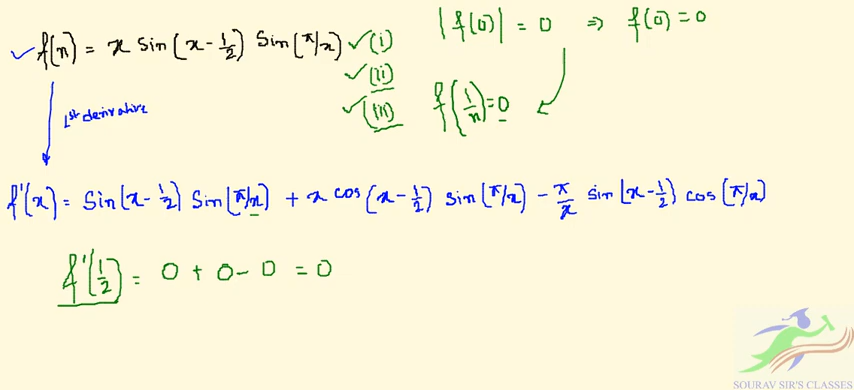 |f(0)| = 0 ⇒ f(0) = 0
✓ f(x) = x sin(x - 1/2) sin(π/x) ✓ (i)
✓ (ii)
✓ (iii) f(1/n) = 0
1st derivative
f'(x) = sin(x - 1/2) sin(π/x) + x cos(x - 1/2) sin(π/x) - π/x sin(x - 1/2) cos(π/x)
f'(1/2) = 0 + 0 - 0 = 0
SOURAV SIR'S CLASSES